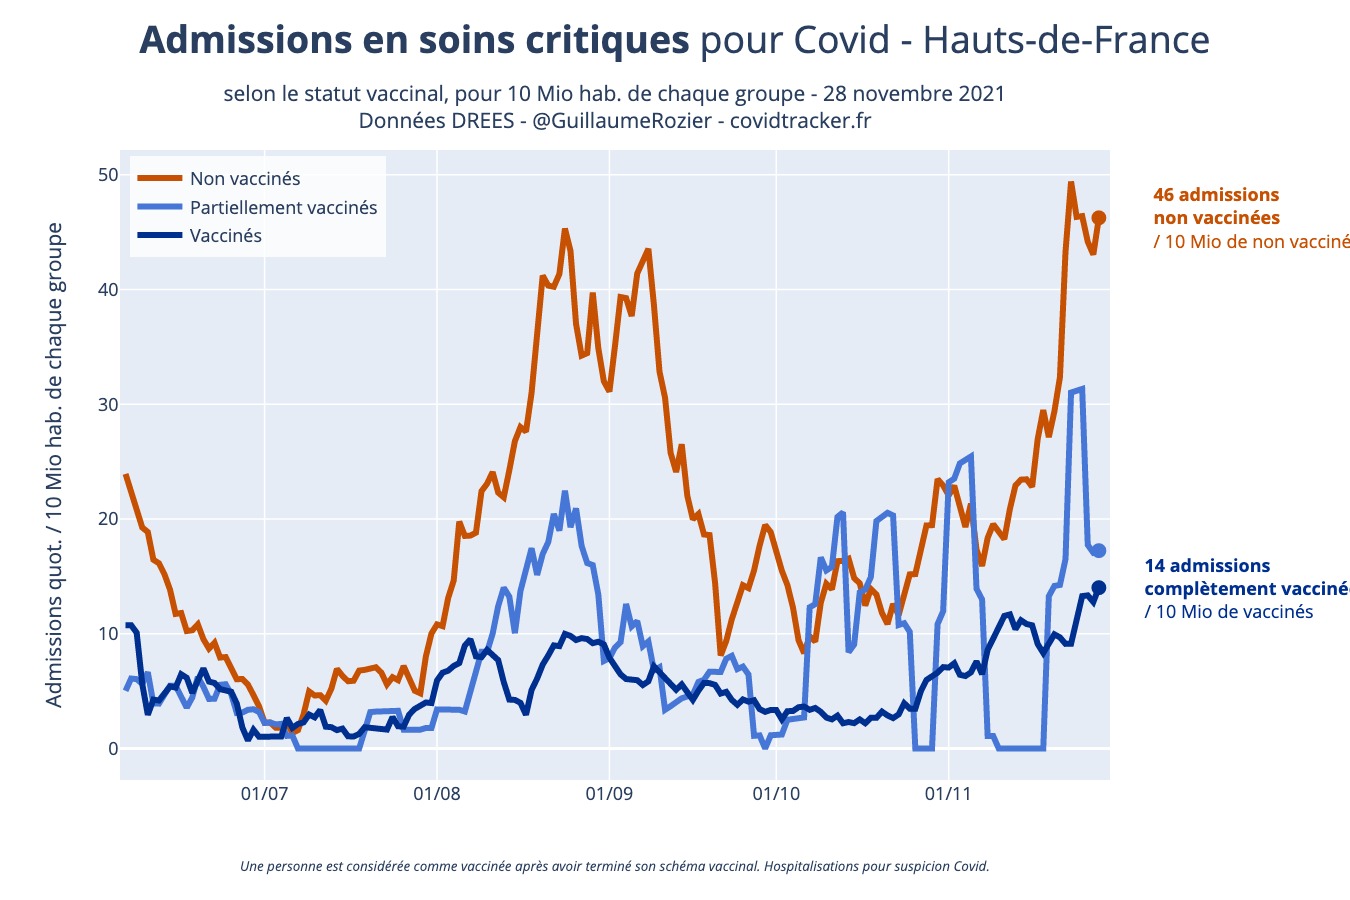 Admissions en soins critiques pour Covid - Hauts-de-France
selon le statut vaccinal, pour 10 Mio hab. de chaque groupe - 28 novembre 2021
Données DREES - @GuillaumeRozier - covidtracker.fr
Non vaccinés
Partiellement vaccinés
Vaccinés
Admissions quot. / 10 Mio hab. de chaque groupe
50
40
30
20
10
0
01/07
01/08
01/09
01/10
01/11
46 admissions
non vaccinées
/ 10 Mio de non vacciné
14 admissions
complètement vacciné
/ 10 Mio de vaccinés
Une personne est considérée comme vaccinée après avoir terminé son schéma vaccinal. Hospitalisations pour suspicion Covid.